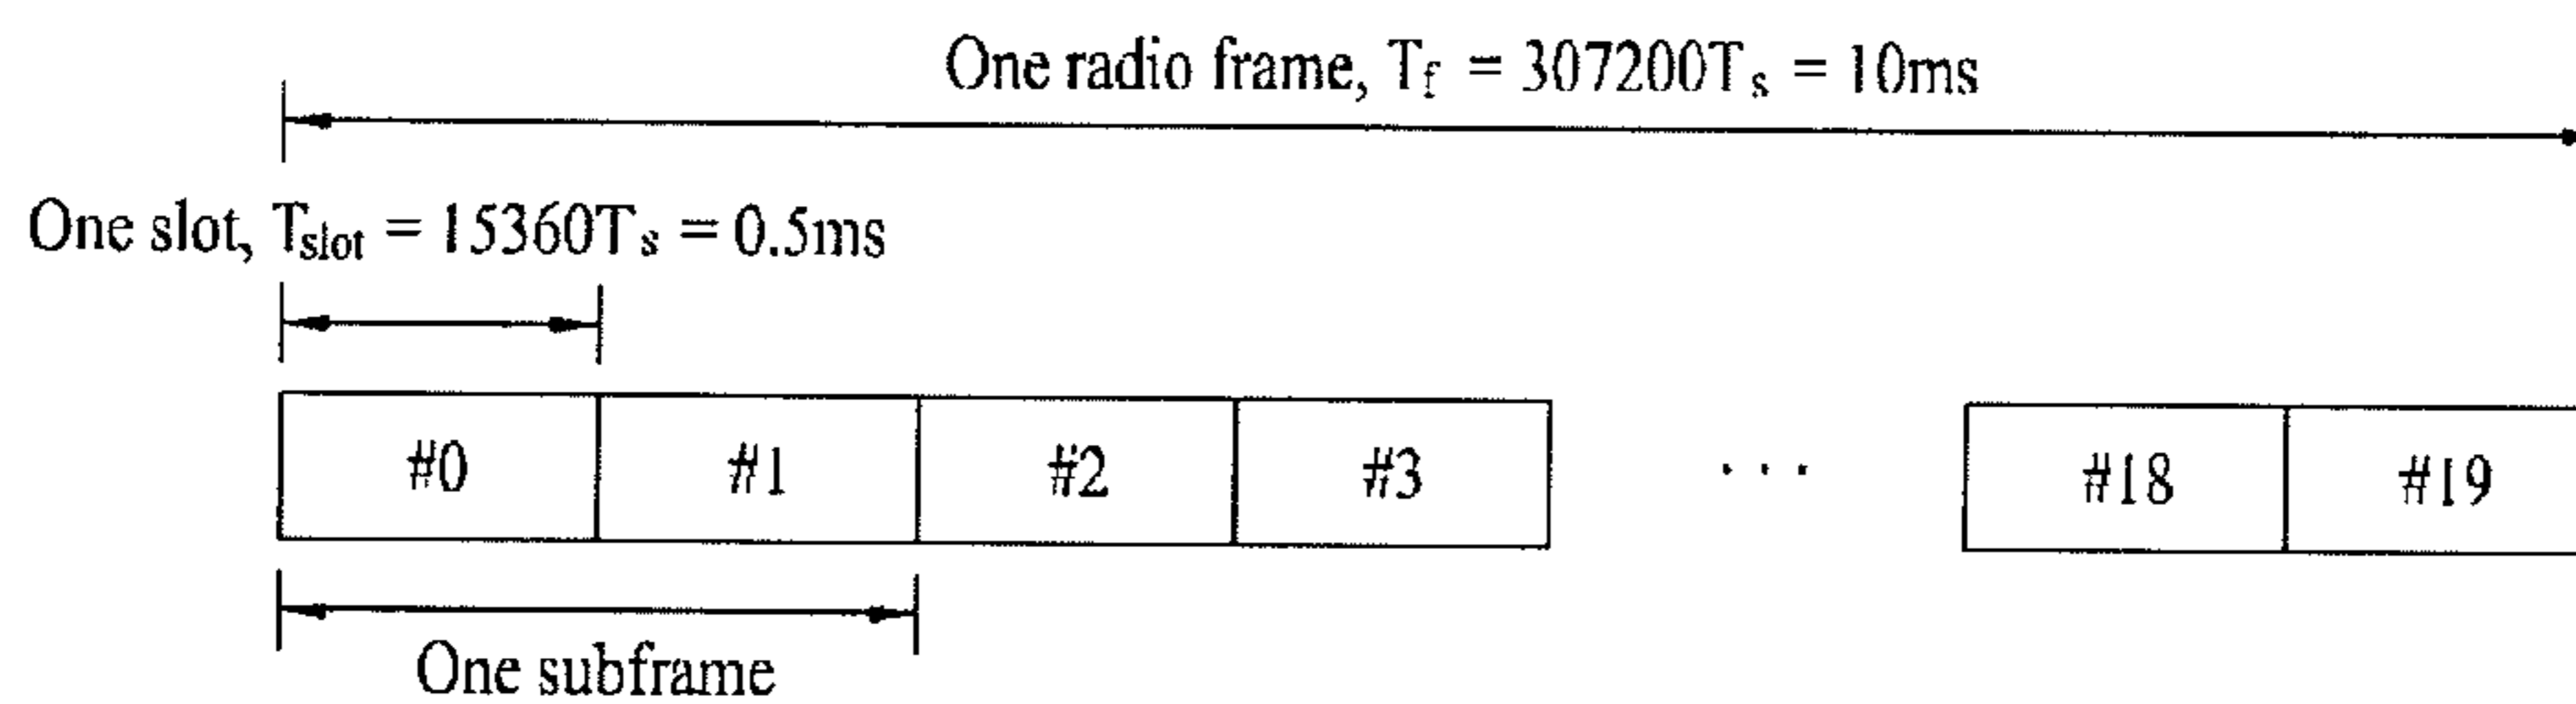 One radio frame, Tf = 307200Ts = 10ms
One slot, Tslot = 15360Ts = 0.5ms
#0 #1 #2 #3 · · · #18 #19
One subframe